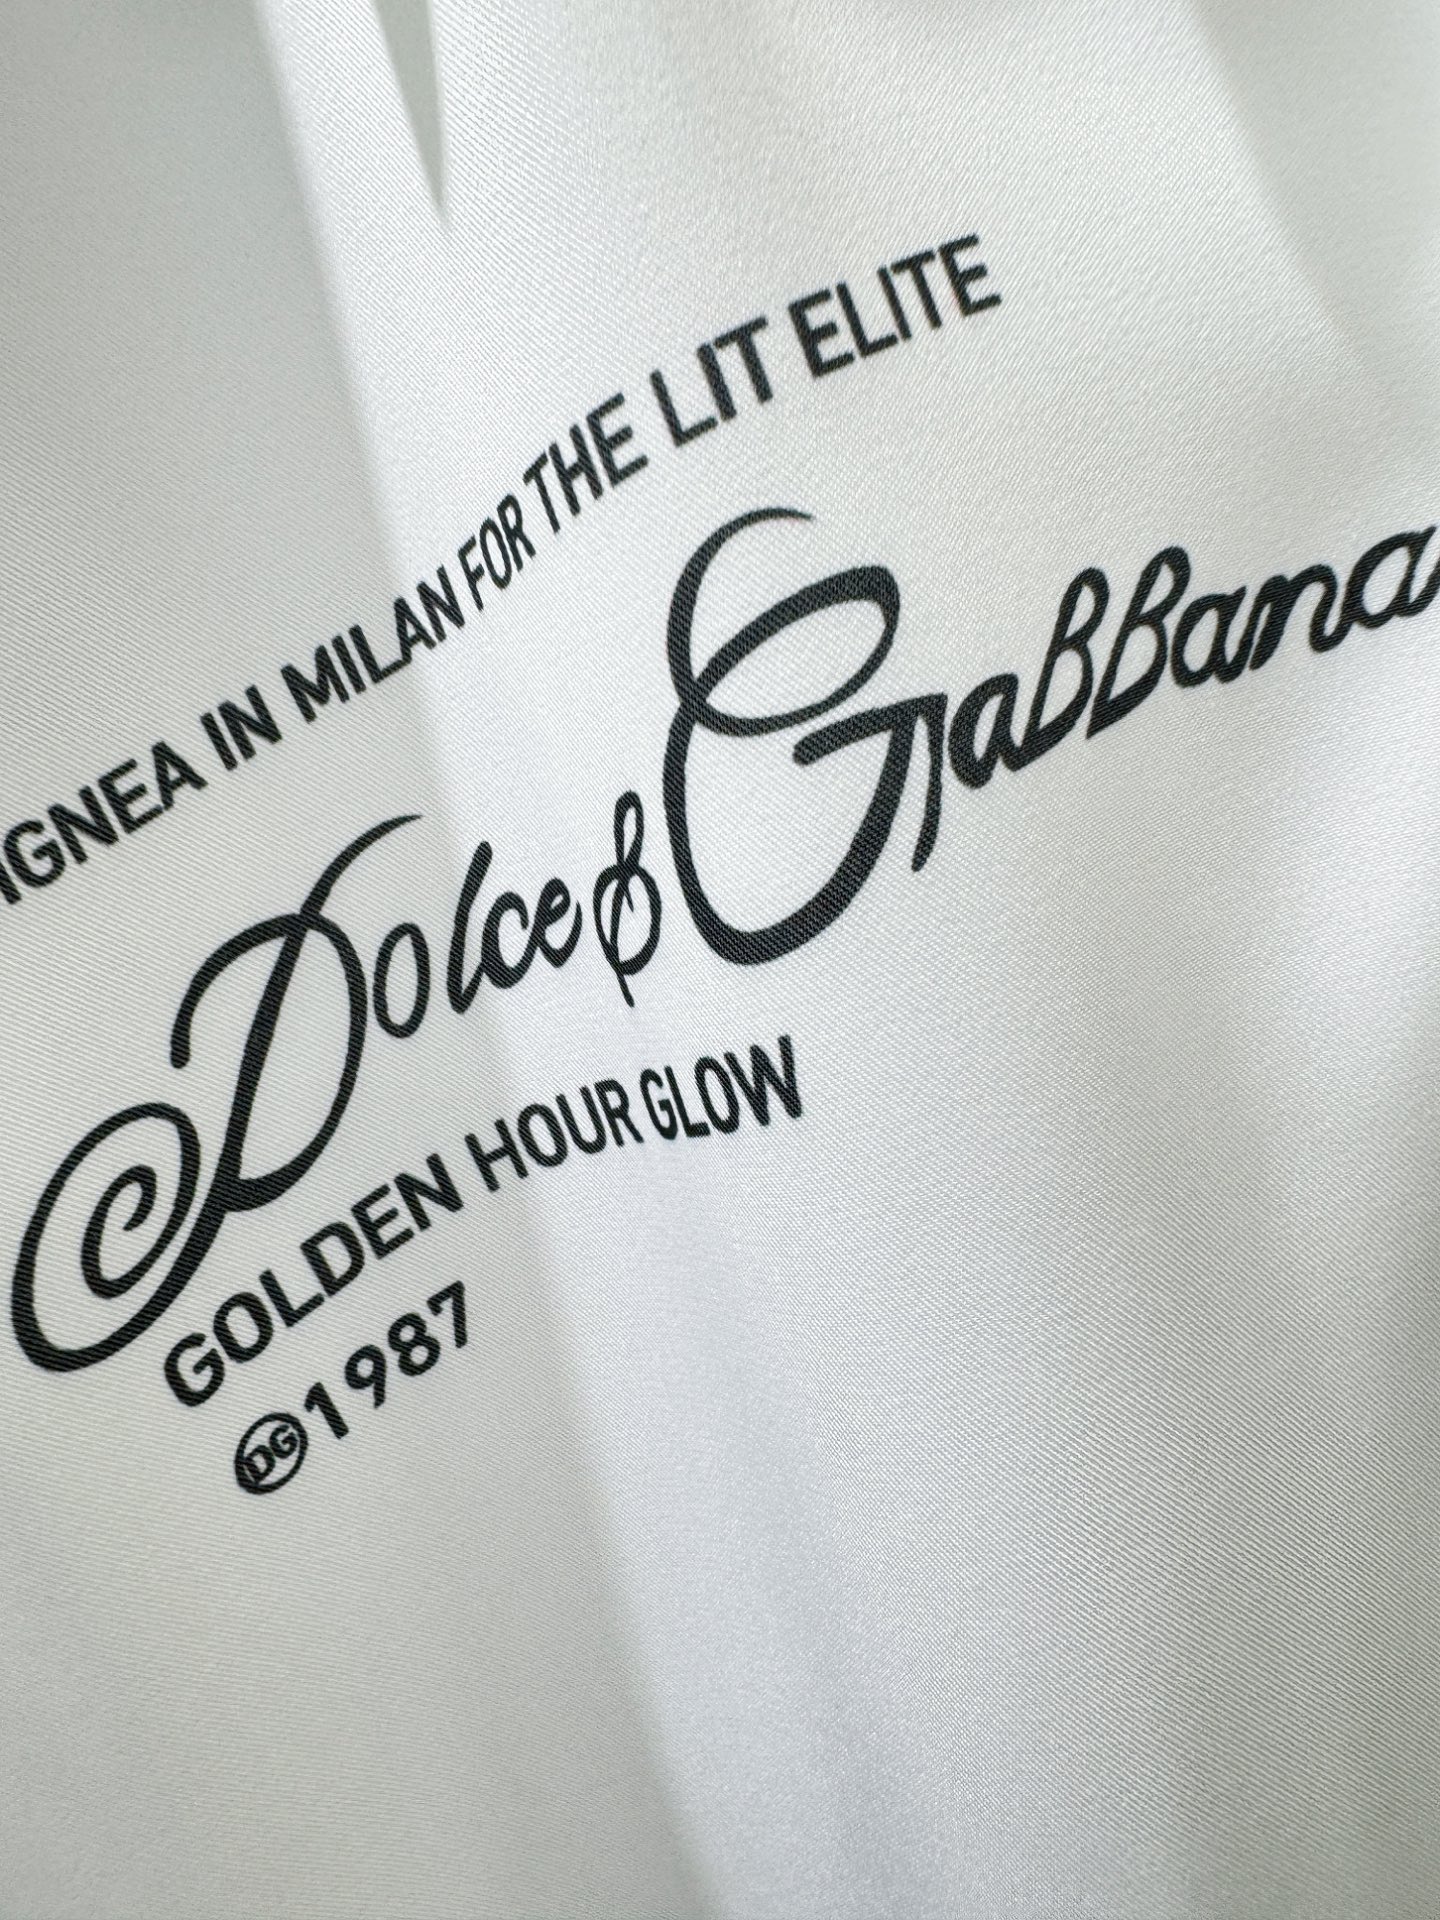 IGNEA IN MILAN FOR THE LIT ELITE
Dolce & GaBBana
GOLDEN HOUR GLOW
DG 1987